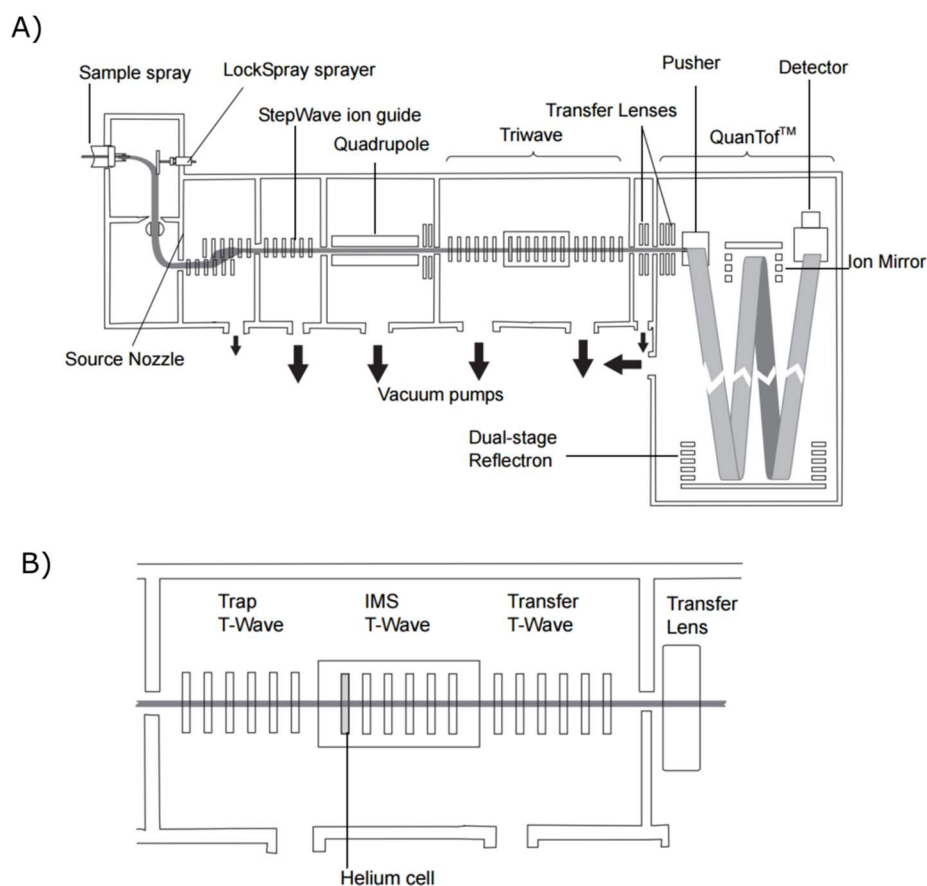 A)
Sample spray
LockSpray sprayer
StepWave ion guide
Quadrupole
Triwave
Transfer Lenses
Pusher
QuanTof™
Detector
Ion Mirror
Source Nozzle
Vacuum pumps
Dual-stage
Reflectron
B)
Trap
T-Wave
IMS
T-Wave
Transfer
T-Wave
Transfer
Lens
Helium cell